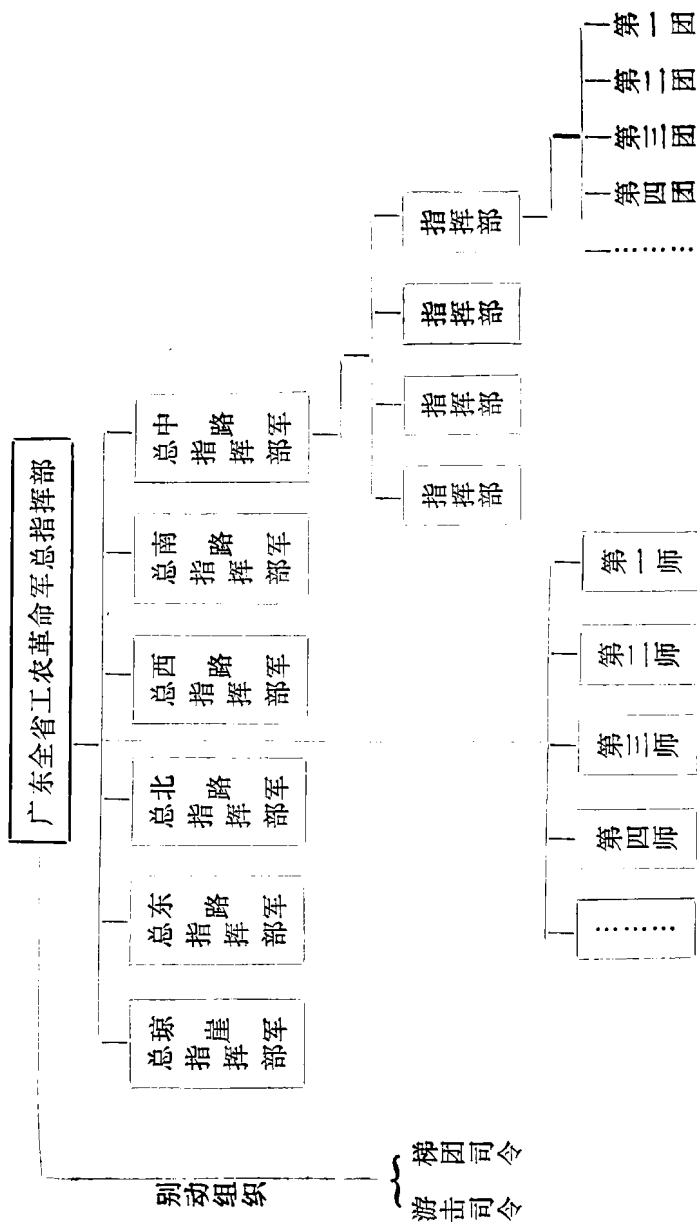 广东全省工农革命军总指挥部
中路军
总指挥部
南路军
总指挥部
西路军
总指挥部
北路军
总指挥部
东路军
总指挥部
琼崖军
总指挥部
别动组织
指挥部
指挥部
指挥部
指挥部
第一团
第二团
第三团
第四团
………
第一师
第二师
第三师
第四师
………
梯团司令
游击司令